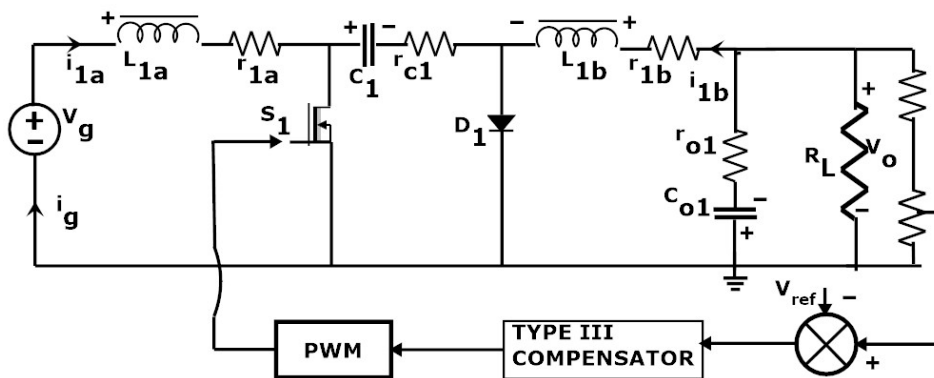 +
L1a
i1a
r1a
+ −
C1
rc1
− +
L1b
r1b
i1b
+
−
Vg
S1
D1
ro1
Co1
−
+
RL
+
Vo
−
ig
Vref
−
+
PWM
TYPE III
COMPENSATOR